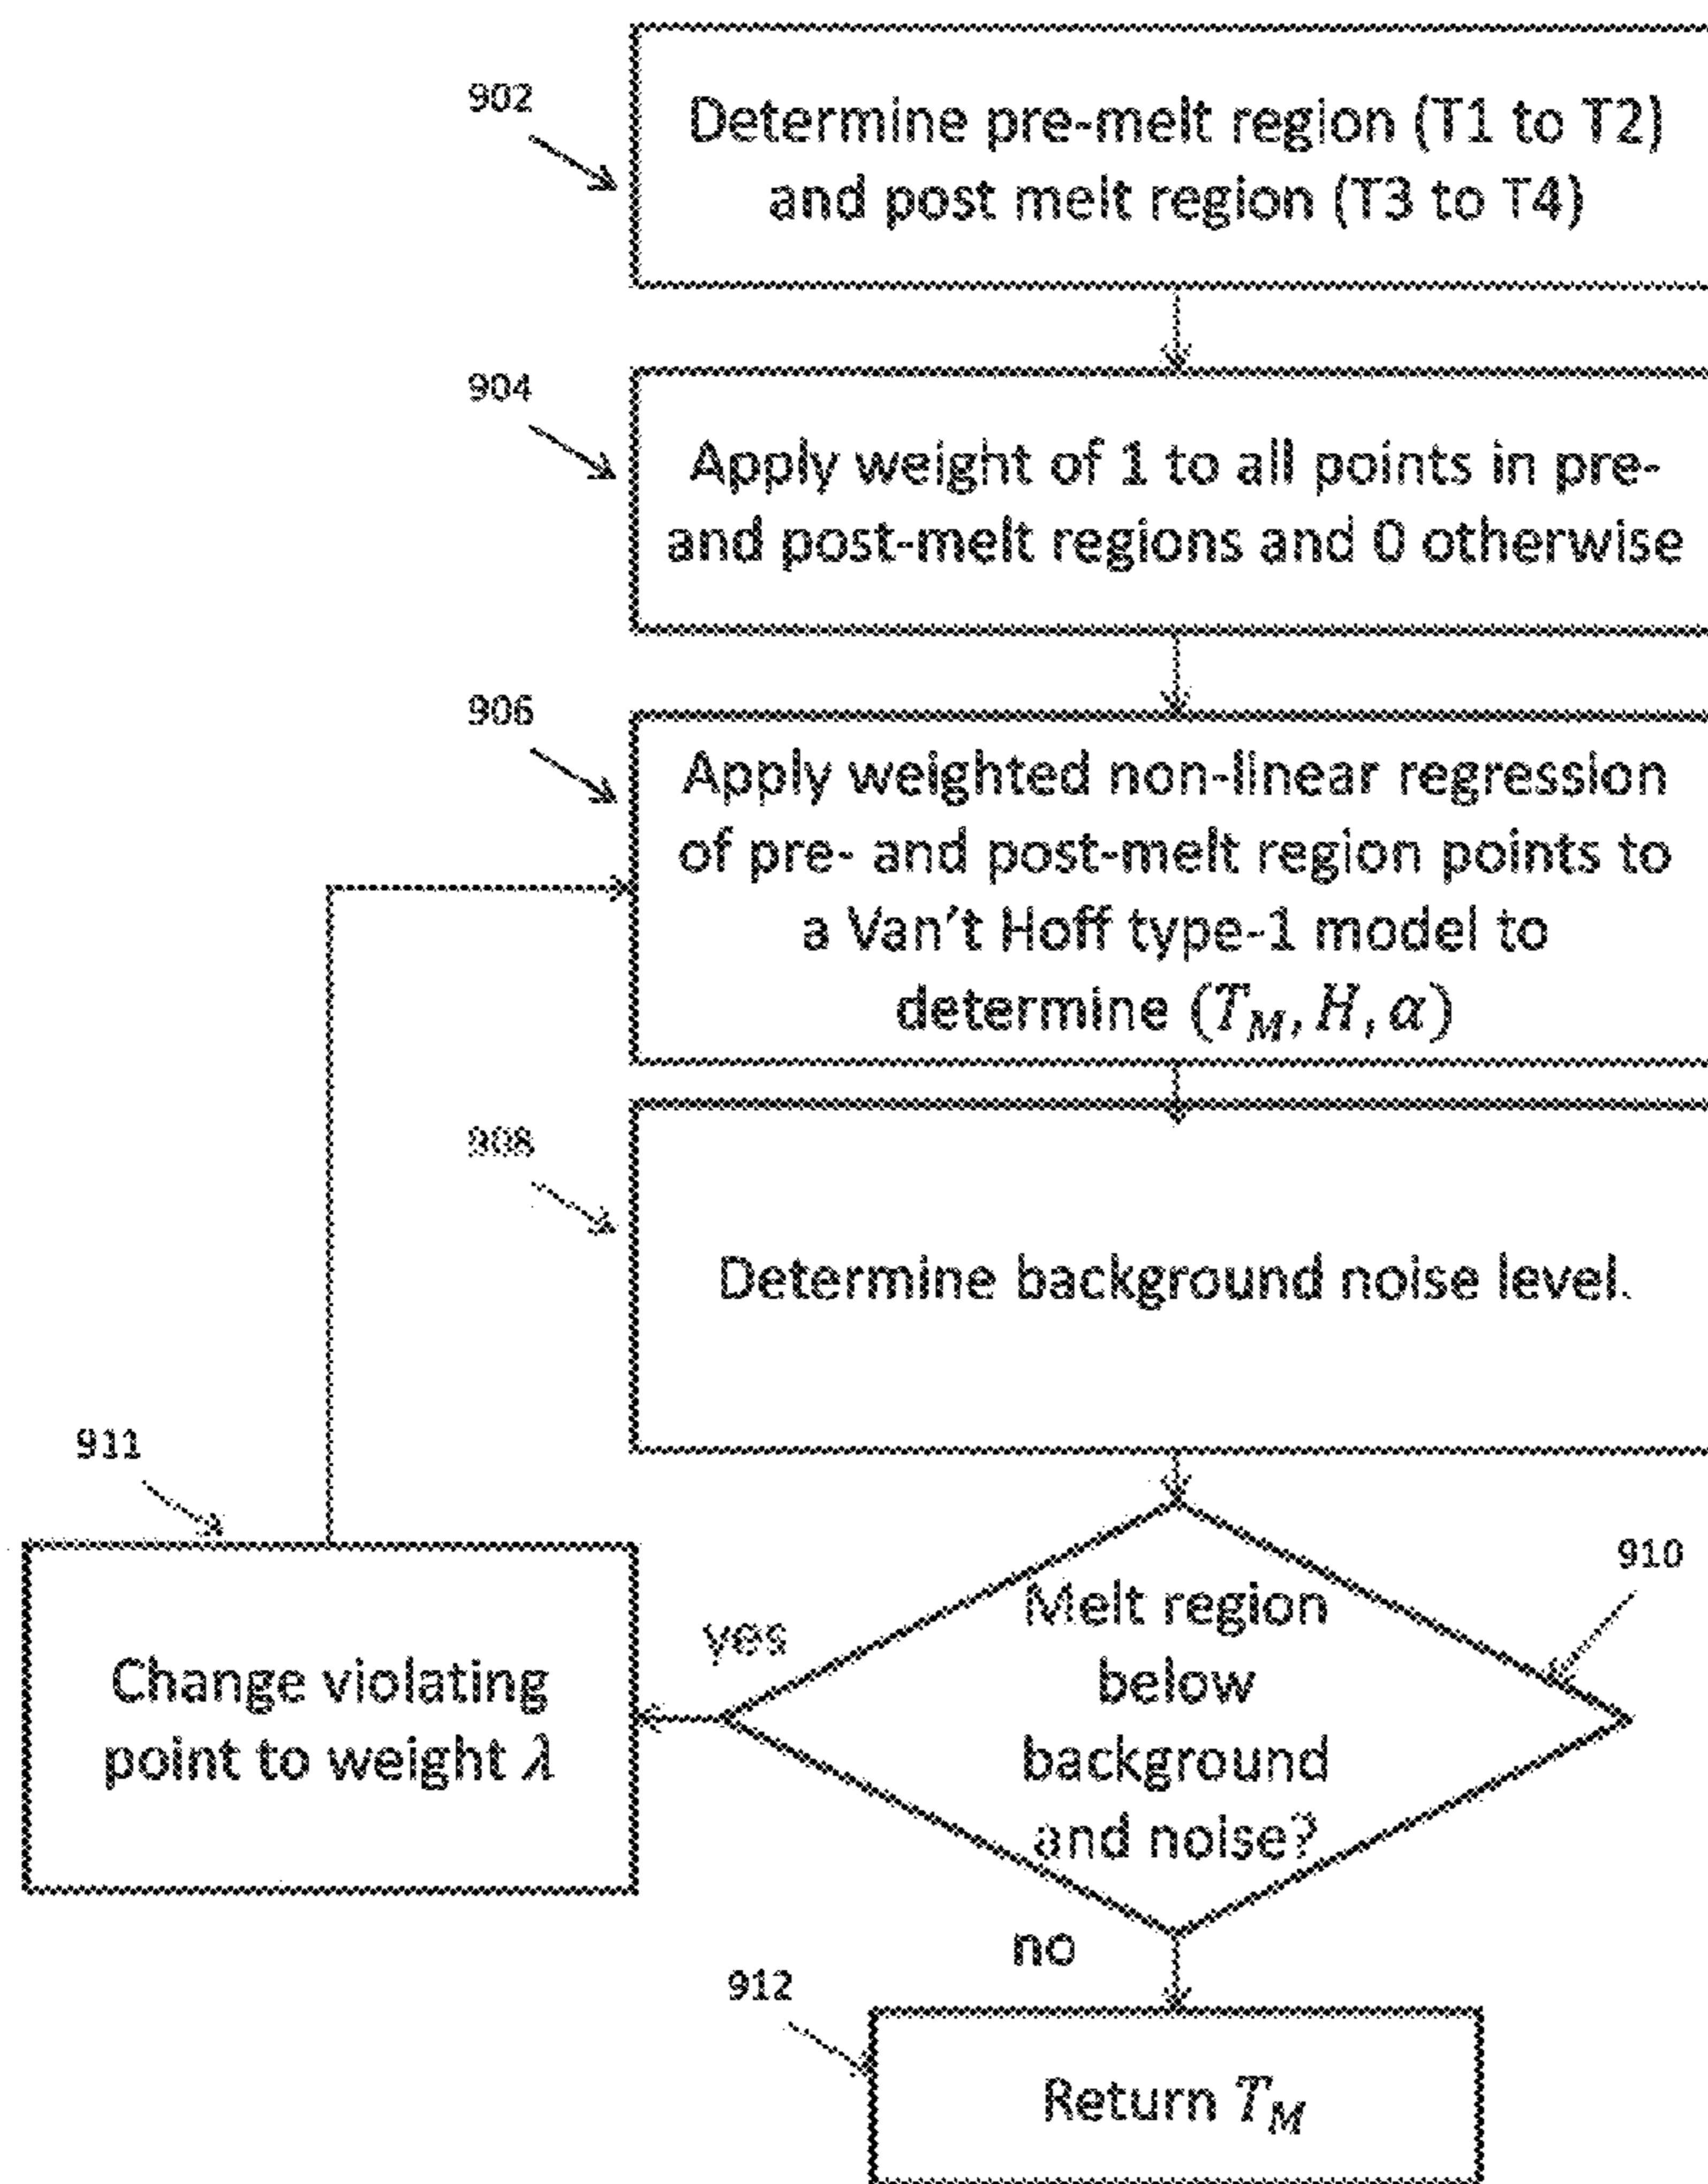 902
Determine pre-melt region (T1 to T2)
and post melt region (T3 to T4)
904
Apply weight of 1 to all points in pre-
and post-melt regions and 0 otherwise
906
Apply weighted non-linear regression
of pre- and post-melt region points to
a Van't Hoff type-1 model to
determine (T_M, H, α)
908
Determine background noise level.
911
Change violating
point to weight λ
yes
910
Melt region
below
background
and noise?
no
912
Return T_M